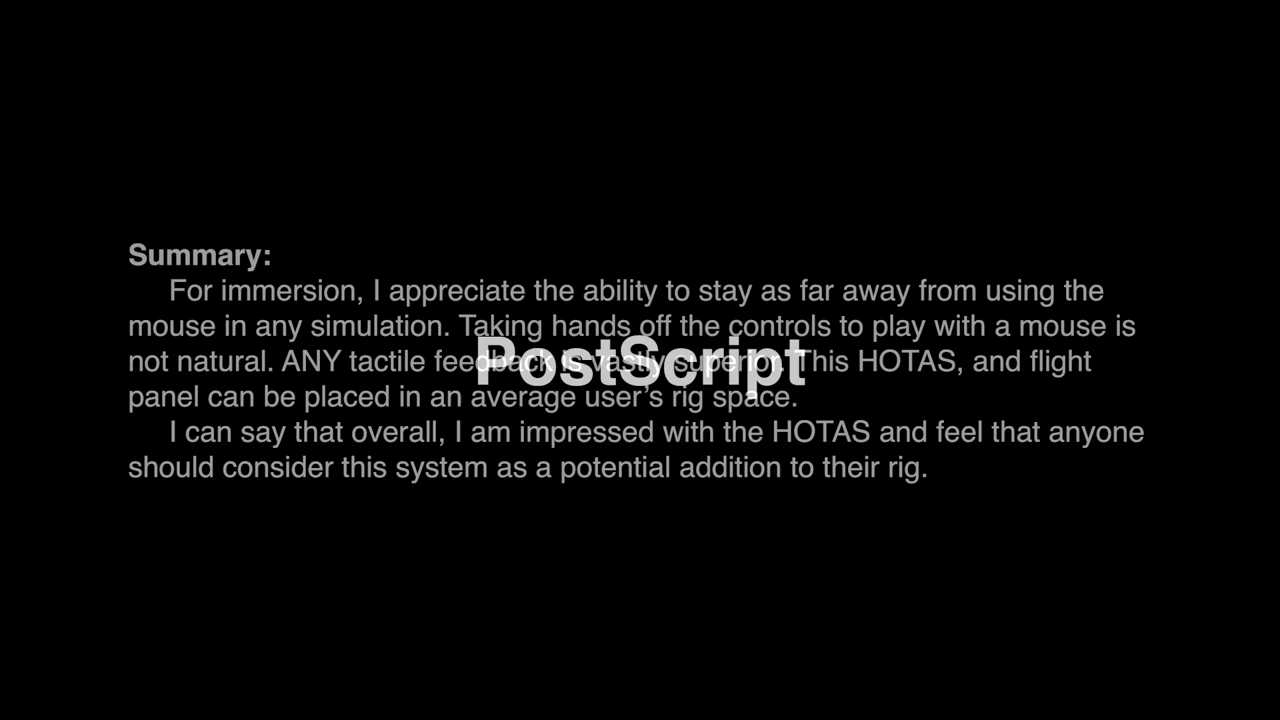 Summary:
For immersion, I appreciate the ability to stay as far away from using the
mouse in any simulation. Taking hands off the controls to play with a mouse is
not natural. ANY tactile feedback is vastly superior. This HOTAS, and flight
PostScript
panel can be placed in an average user’s rig space.
I can say that overall, I am impressed with the HOTAS and feel that anyone
should consider this system as a potential addition to their rig.